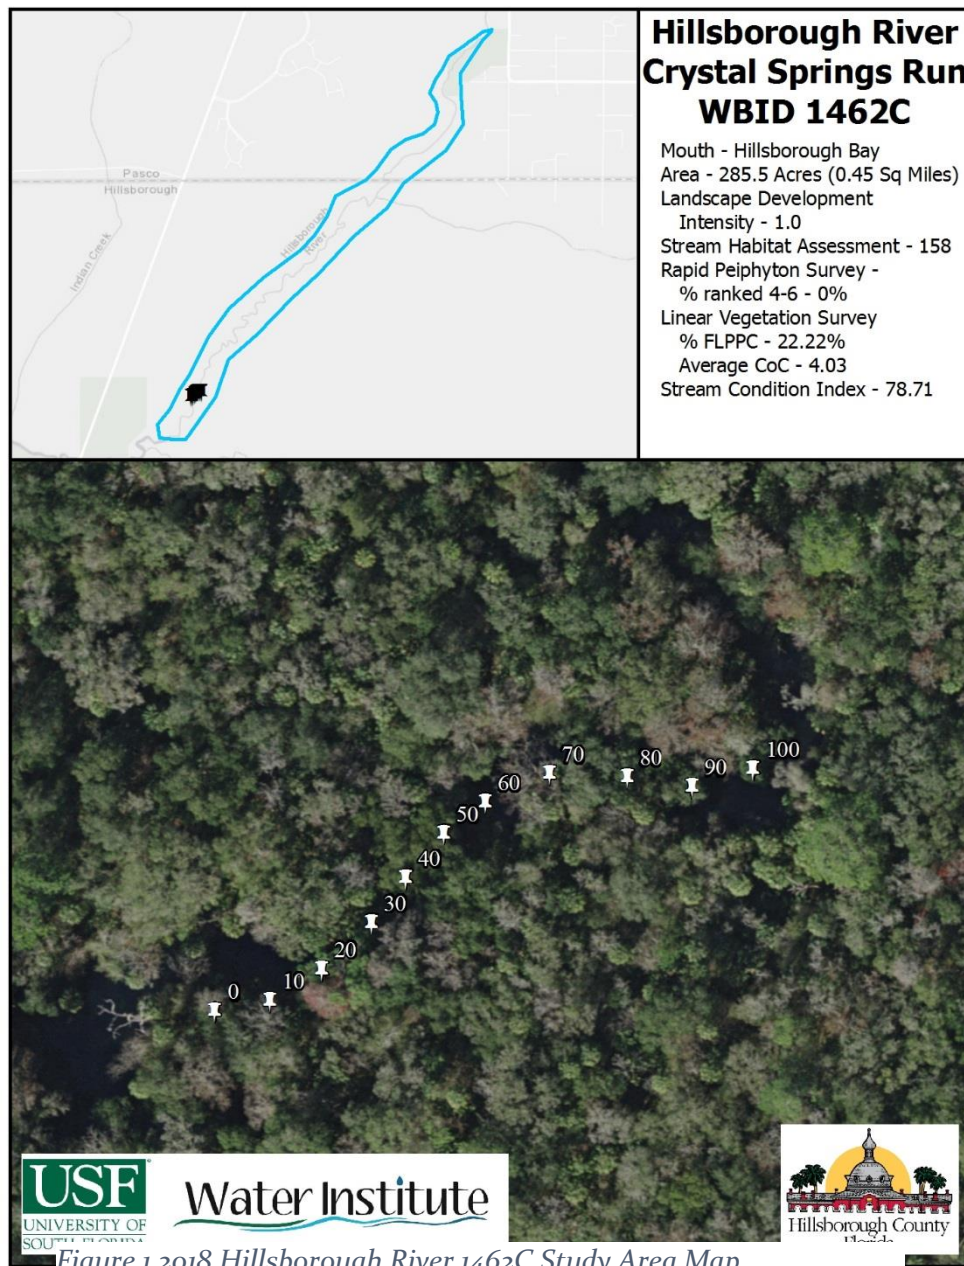 Hillsborough River
Crystal Springs Run
WBID 1462C
Mouth - Hillsborough Bay
Area - 285.5 Acres (0.45 Sq Miles)
Landscape Development
Intensity - 1.0
Stream Habitat Assessment - 158
Rapid Peiphyton Survey -
% ranked 4-6 - 0%
Linear Vegetation Survey
% FLPPC - 22.22%
Average CoC - 4.03
Stream Condition Index - 78.71
Pasco
Hillsborough
Indian Creek
Hillsborough
River
100
70
80
90
60
50
40
30
20
10
0
USF
UNIVERSITY OF
SOUTH FLORIDA
Water Institute
Hillsborough County
Florida
Figure 1 2018 Hillsborough River 1462C Study Area Map